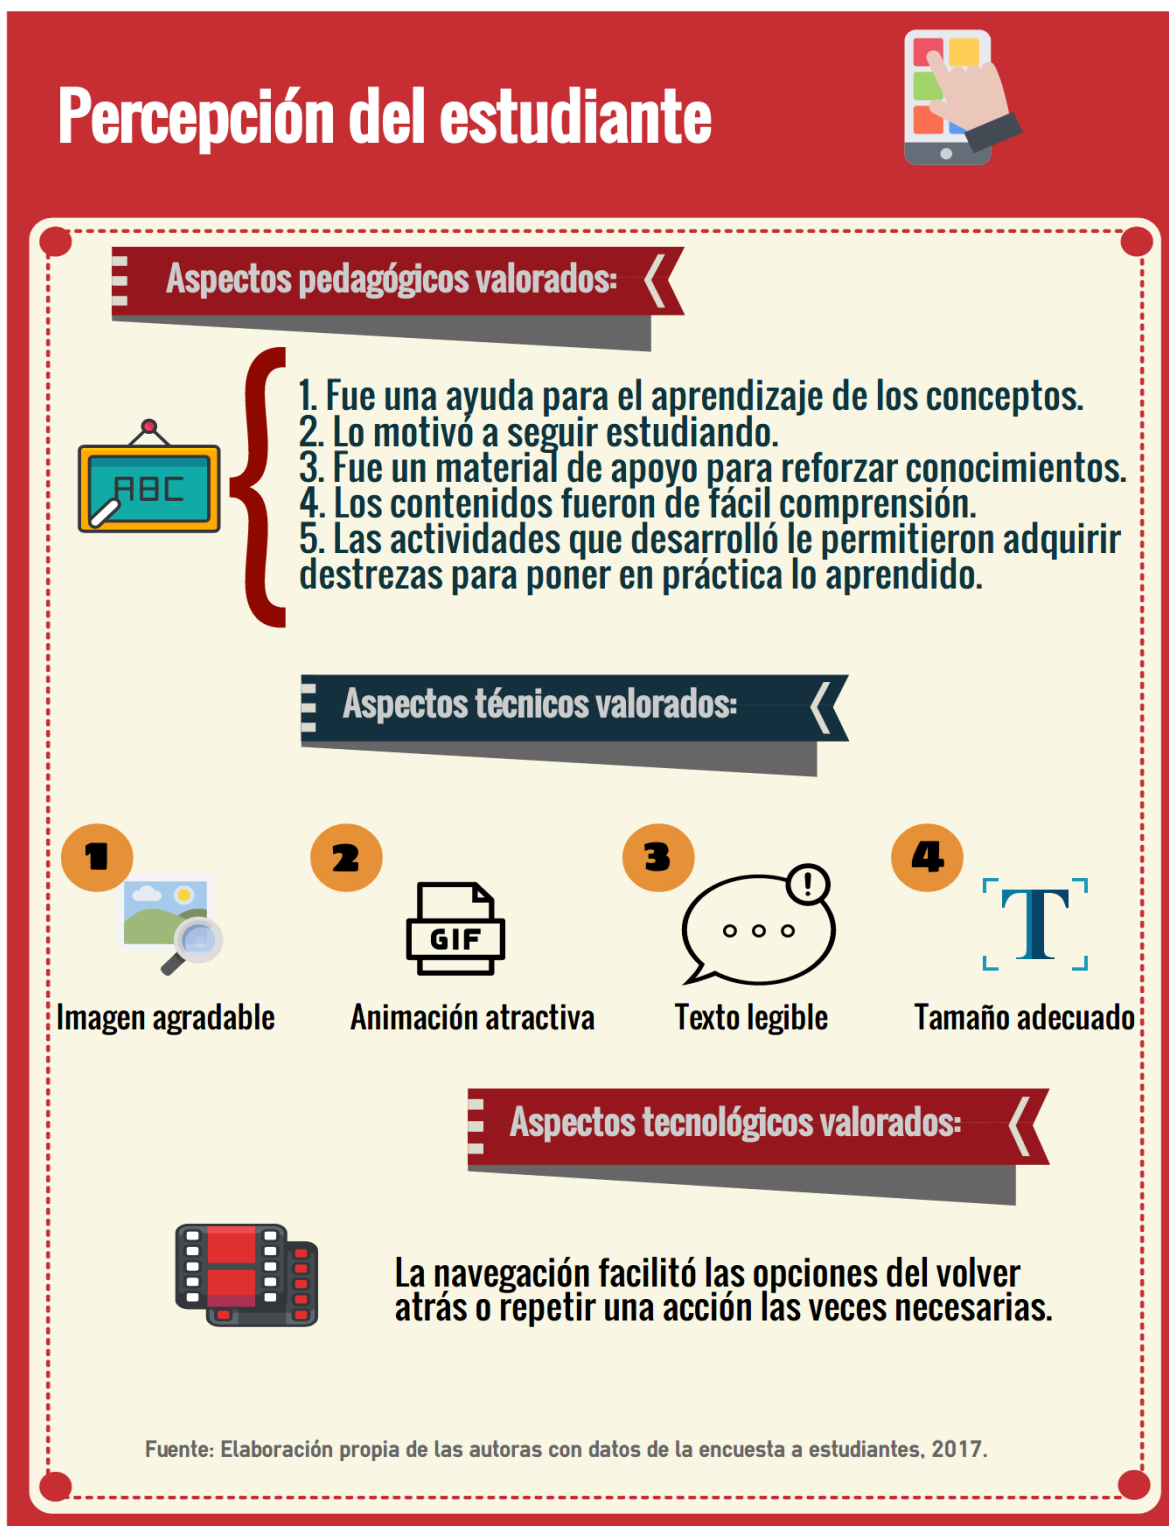 Percepción del estudiante
Aspectos pedagógicos valorados:
ABC
1. Fue una ayuda para el aprendizaje de los conceptos.
2. Lo motivó a seguir estudiando.
3. Fue un material de apoyo para reforzar conocimientos.
4. Los contenidos fueron de fácil comprensión.
5. Las actividades que desarrolló le permitieron adquirir
destrezas para poner en práctica lo aprendido.
Aspectos técnicos valorados:
1
2
3
4
GIF
!
T
Imagen agradable
Animación atractiva
Texto legible
Tamaño adecuado
Aspectos tecnológicos valorados:
La navegación facilitó las opciones del volver
atrás o repetir una acción las veces necesarias.
Fuente: Elaboración propia de las autoras con datos de la encuesta a estudiantes, 2017.